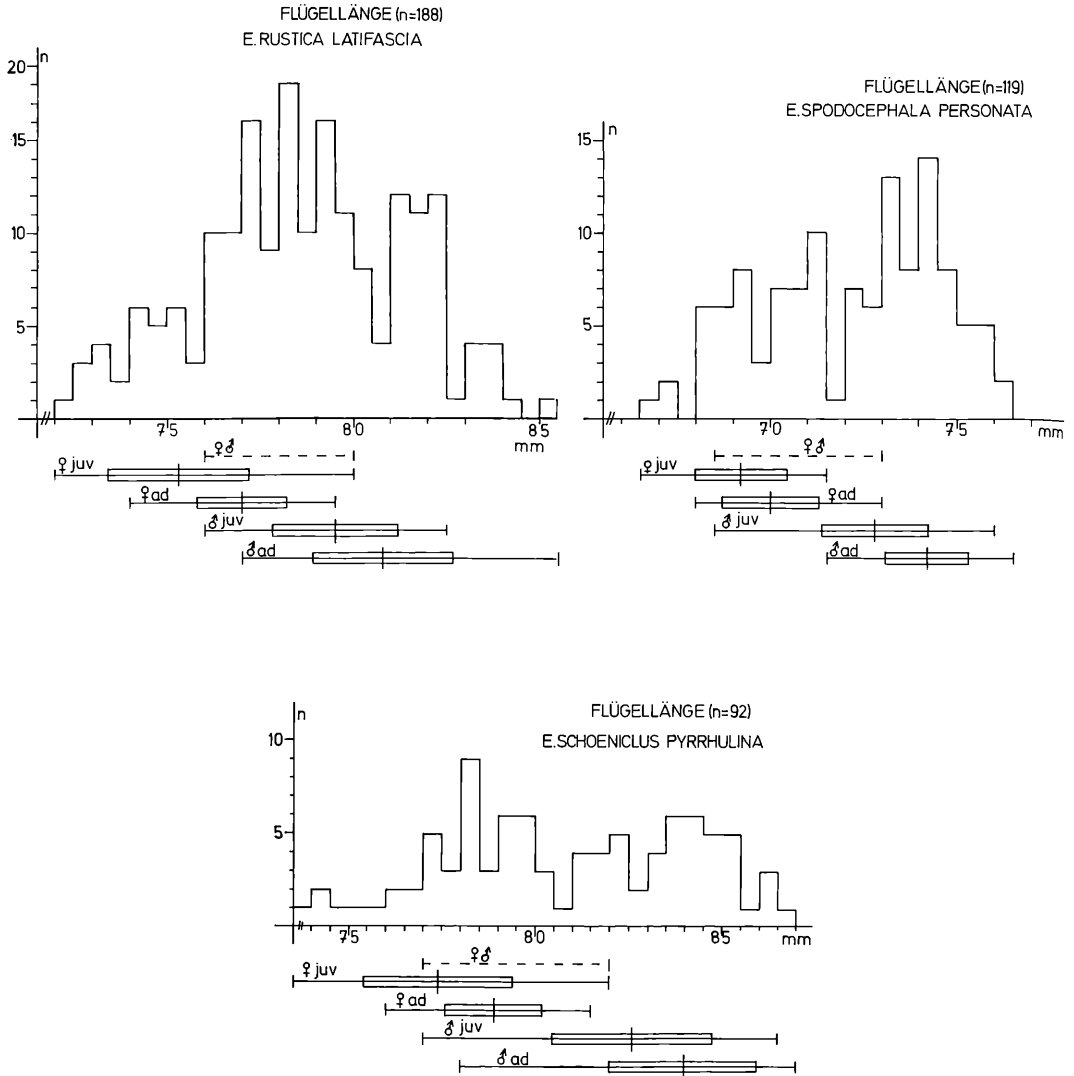 FLÜGELLÄNGE (n=188)
E.RUSTICA LATIFASCIA
n
20
15
10
5
75
80
85
mm
♀♂
♀ juv
♀ad
♂juv
♂ad
FLÜGELLÄNGE (n=119)
E.SPODOCEPHALA PERSONATA
n
15
10
5
70
75
mm
♀♂
♀juv
♀ad
♂juv
♂ad
FLÜGELLÄNGE (n=92)
E.SCHOENICLUS PYRRHULINA
n
10
5
75
80
85
mm
♀♂
♀ juv
♀ ad
♂ juv
♂ ad